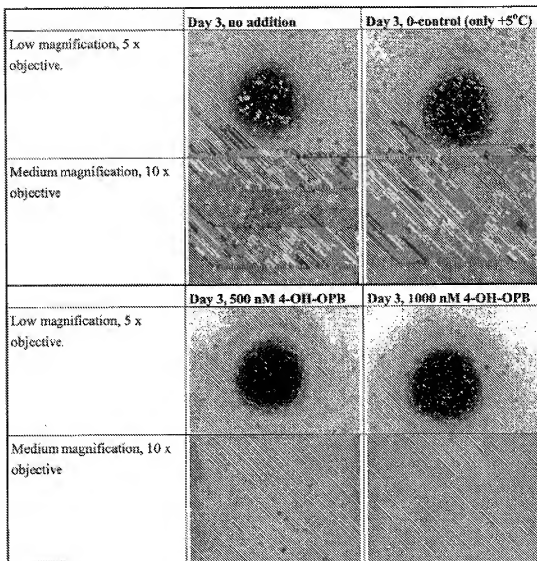 Day 3, no addition
Day 3, 0-control (only +5°C)
Low magnification, 5 x
objective.
Medium magnification, 10 x
objective
Day 3, 500 nM 4-OH-OPB
Day 3, 1000 nM 4-OH-OPB
Low magnification, 5 x
objective.
Medium magnification, 10 x
objective